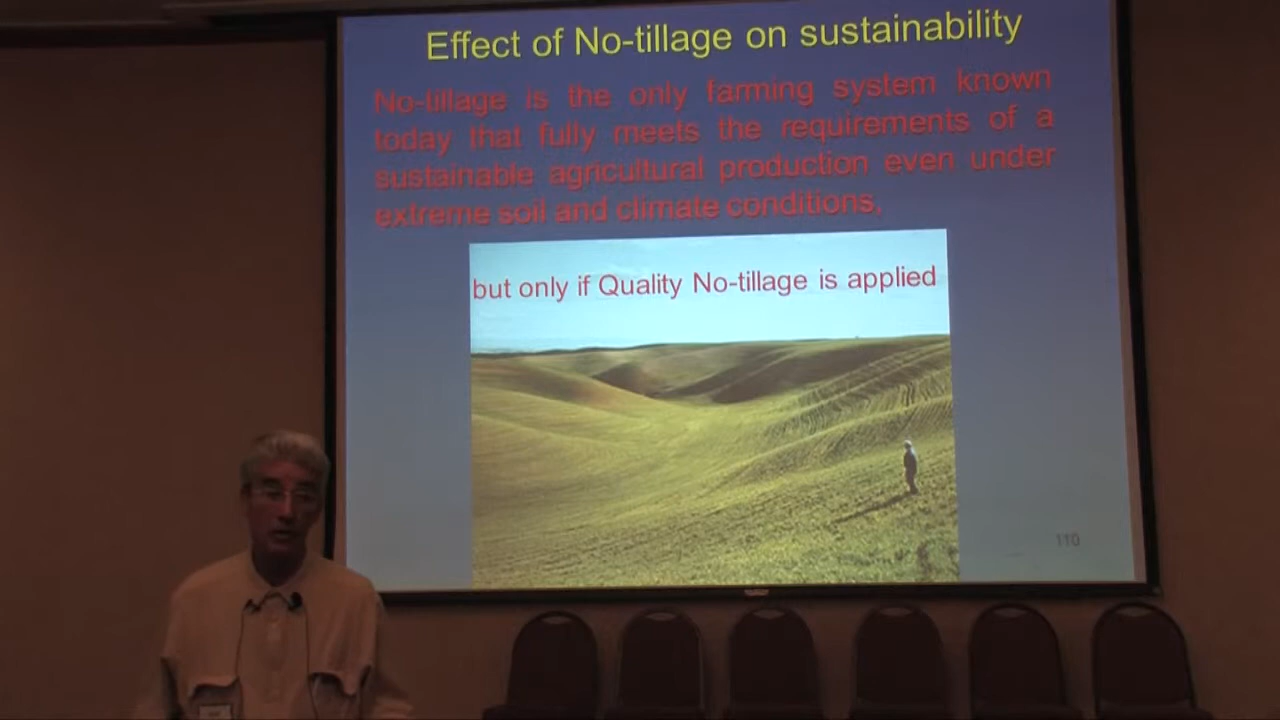 Effect of No-tillage on sustainability
No-tillage is the only farming system known
today that fully meets the requirements of a
sustainable agricultural production even under
extreme soil and climate conditions,
but only if Quality No-tillage is applied
110